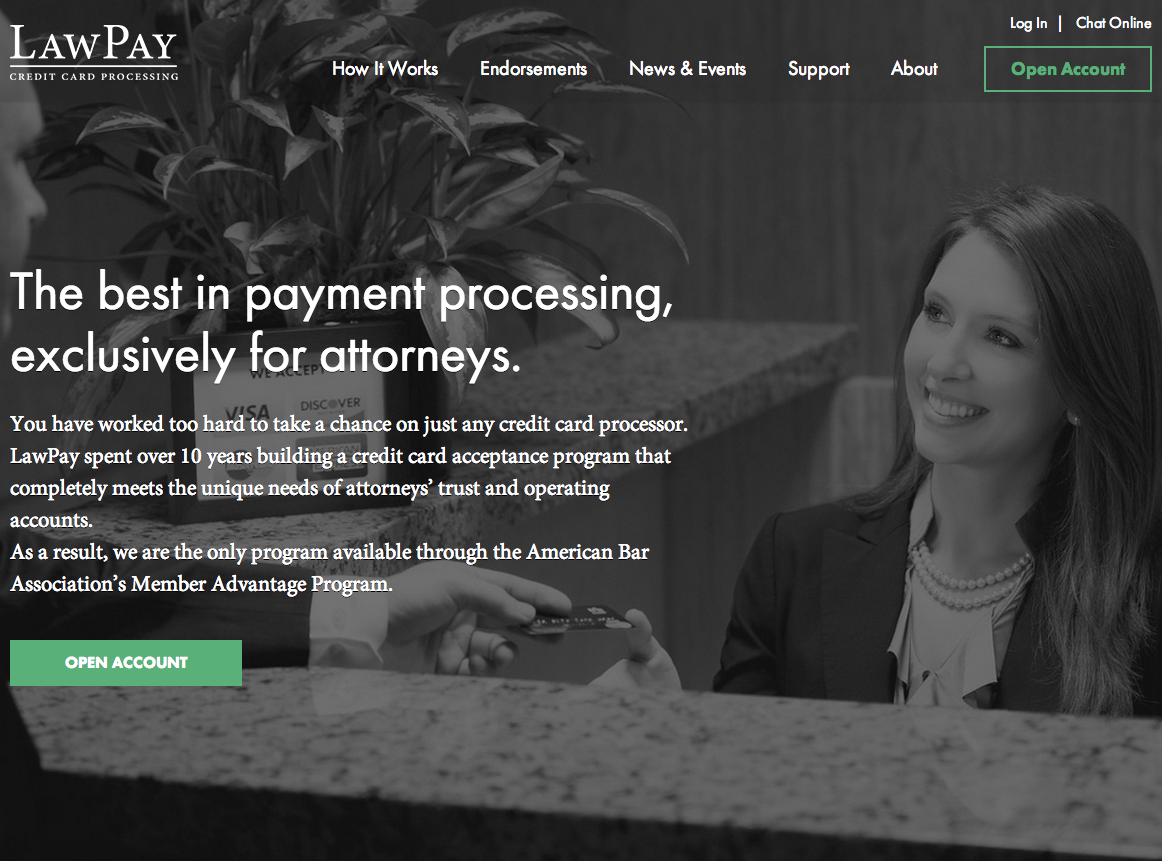 LAWPAY
CREDIT CARD PROCESSING
Log In | Chat Online
How It Works
Endorsements
News & Events
Support
About
Open Account
The best in payment processing,
exclusively for attorneys.
WE ACCEPT
VISA
DISCOVER
You have worked too hard to take a chance on just any credit card processor.
LawPay spent over 10 years building a credit card acceptance program that
completely meets the unique needs of attorneys’ trust and operating
accounts.
As a result, we are the only program available through the American Bar
Association’s Member Advantage Program.
OPEN ACCOUNT